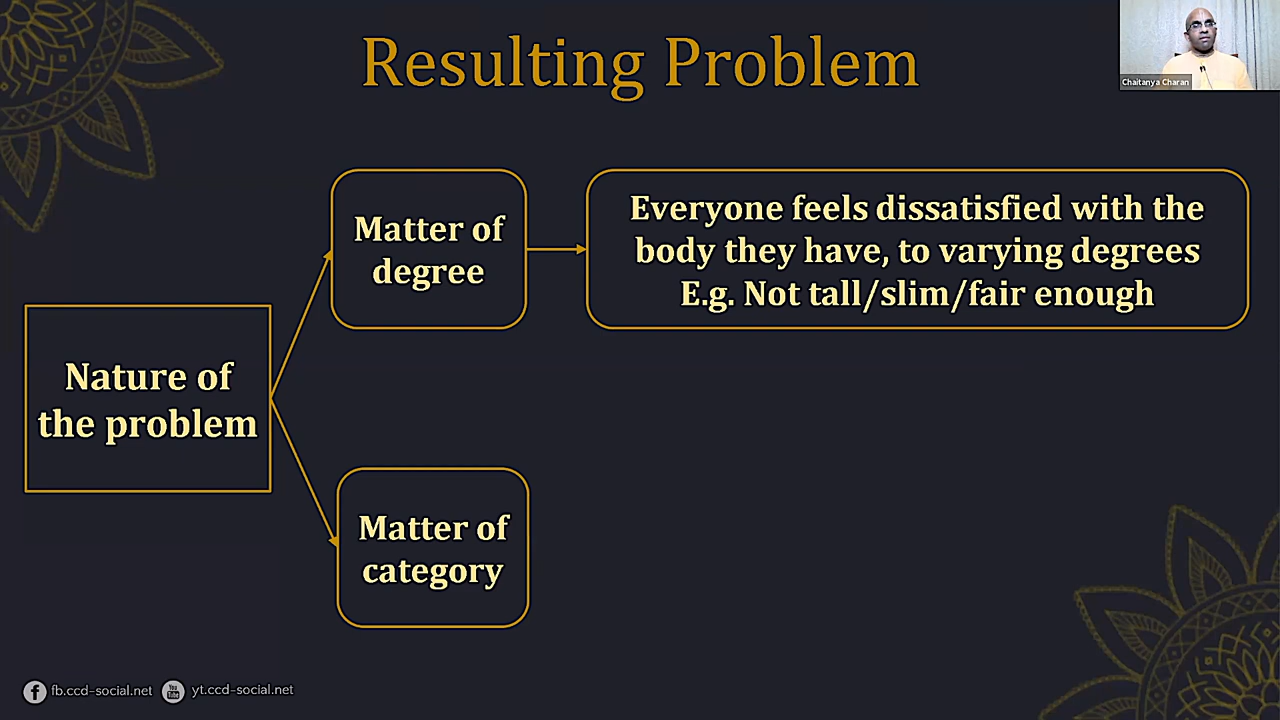 Resulting Problem
Chaitanya Charan
Matter of
degree
Everyone feels dissatisfied with the
body they have, to varying degrees
E.g. Not tall/slim/fair enough
Nature of
the problem
Matter of
category
fb.ccd-social.net
You
Tube
yt.ccd-social.net